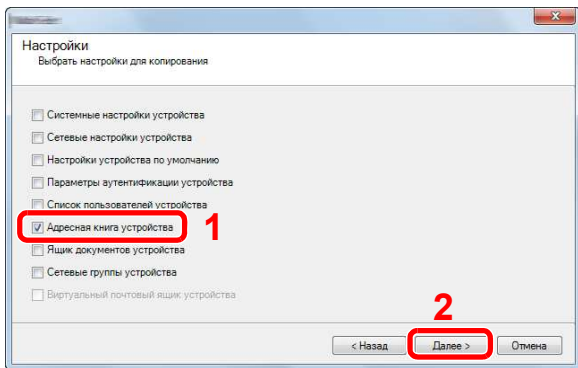 Настройки
Выбрать настройки для копирования
Системные настройки устройства
Сетевые настройки устройства
Настройки устройства по умолчанию
Параметры аутентификации устройства
Список пользователей устройства
Адресная книга устройства
1
Ящик документов устройства
Сетевые группы устройства
Виртуальный почтовый ящик устройства
2
< Назад
Далее >
Отмена